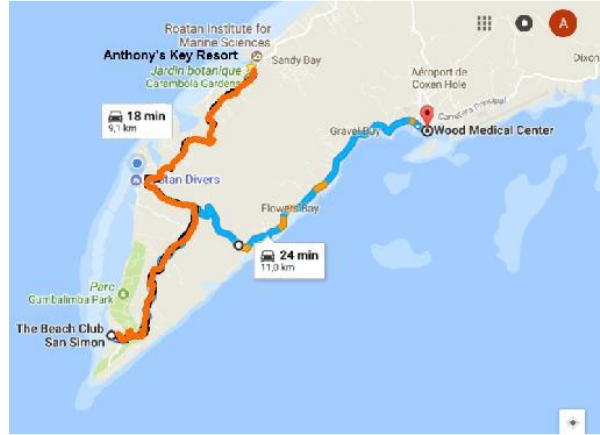 Roatan Institute for
Marine Sciences
Anthony's Key Resort
Sandy Bay
Jardin botanique
Carambola Gardens
A
Dixon
Aéroport de
Coxen Hole
18 min
9,1 km
Gravel Bay
Wood Medical Center
Divers
Flowers Bay
24 min
11,0 km
Parc
Gumbalimba Park
The Beach Club
San Simon